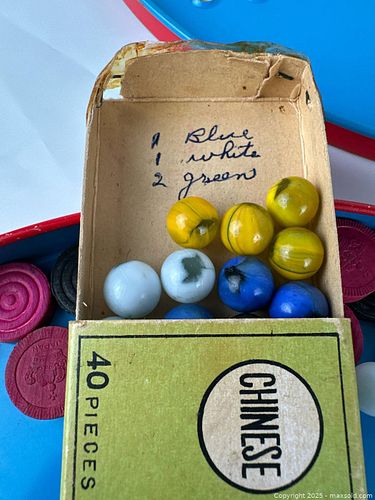 1 Blue
1 white
2 green
40 PIECES
CHINESE
Copyright 2025 - maxsold.com